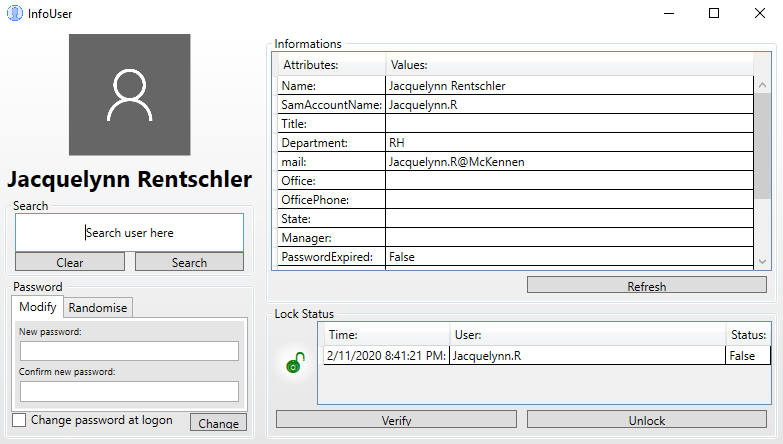 InfoUser
Jacquelynn Rentschler
Search
Search user here
Clear Search
Password
Modify Randomise
New password:
Confirm new password:
Change password at logon Change
Informations
Attributes: Values:
Name: Jacquelynn Rentschler
SamAccountName: Jacquelynn.R
Title:
Department: RH
mail: Jacquelynn.R@McKennen
Office:
OfficePhone:
State:
Manager:
PasswordExpired: False
Refresh
Lock Status
Time: User: Status:
2/11/2020 8:41:21 PM: Jacquelynn.R False
Verify Unlock